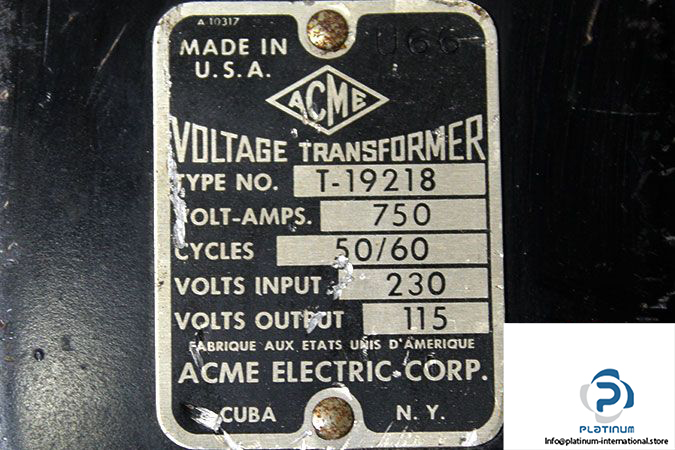 A 10317
U66
MADE IN
U.S.A.
ACME
VOLTAGE TRANSFORMER
TYPE NO. T-19218
VOLT-AMPS. 750
CYCLES 50/60
VOLTS INPUT 230
VOLTS OUTPUT 115
FABRIQUE AUX ETATS UNIS D'AMERIQUE
ACME ELECTRIC CORP.
CUBA N. Y.
PLATINUM
Info@platinum-international.store